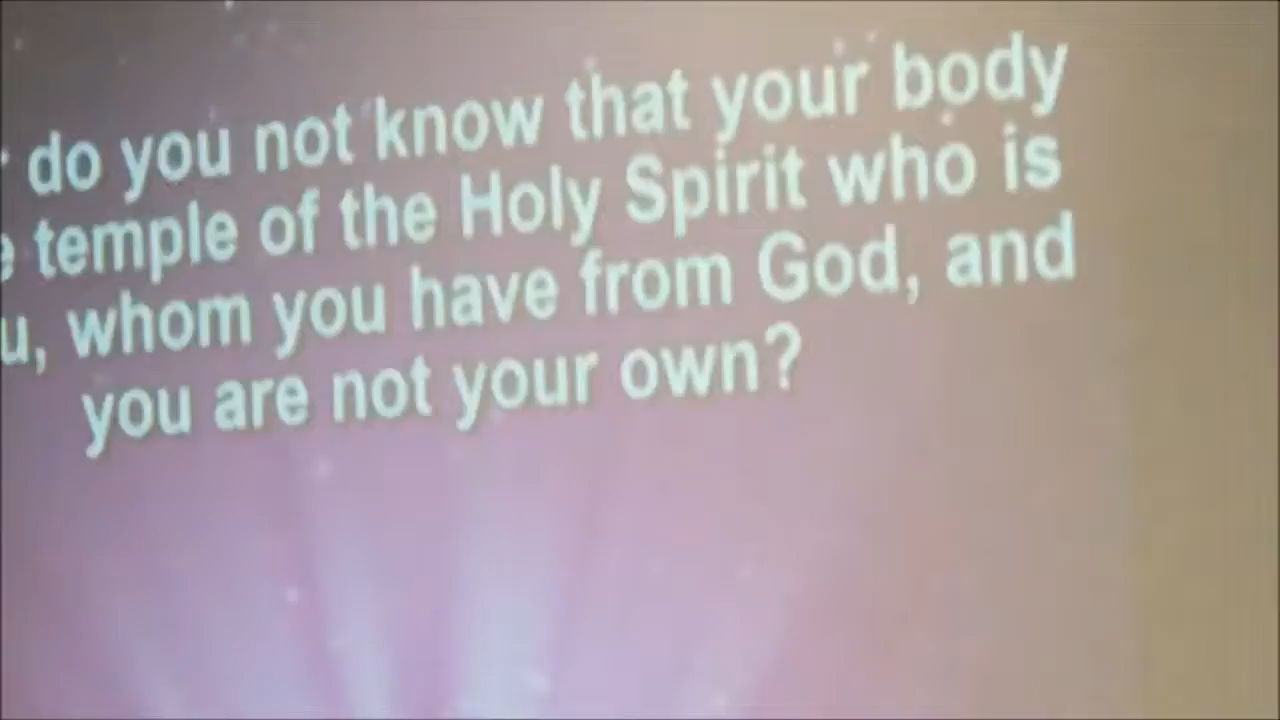 do you not know that your body
temple of the Holy Spirit who is
u, whom you have from God, and
you are not your own?